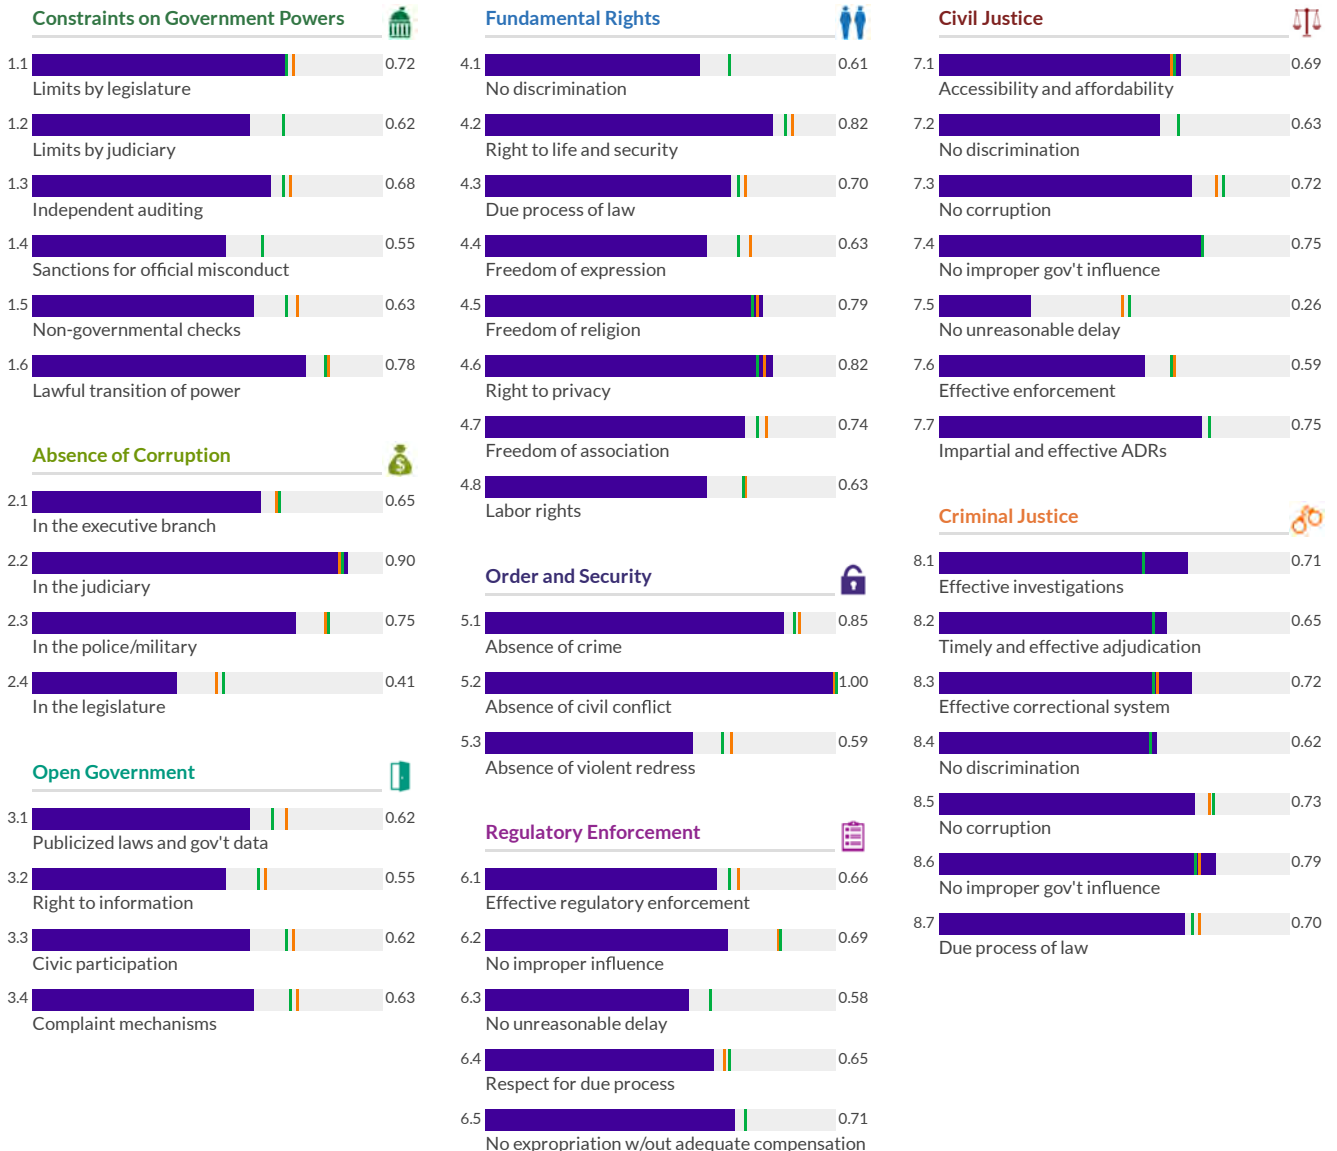 Constraints on Government Powers
1.1 0.72
Limits by legislature
1.2 0.62
Limits by judiciary
1.3 0.68
Independent auditing
1.4 0.55
Sanctions for official misconduct
1.5 0.63
Non-governmental checks
1.6 0.78
Lawful transition of power
Absence of Corruption
$
2.1 0.65
In the executive branch
2.2 0.90
In the judiciary
2.3 0.75
In the police/military
2.4 0.41
In the legislature
Open Government
3.1 0.62
Publicized laws and gov't data
3.2 0.55
Right to information
3.3 0.62
Civic participation
3.4 0.63
Complaint mechanisms
Fundamental Rights
4.1 0.61
No discrimination
4.2 0.82
Right to life and security
4.3 0.70
Due process of law
4.4 0.63
Freedom of expression
4.5 0.79
Freedom of religion
4.6 0.82
Right to privacy
4.7 0.74
Freedom of association
4.8 0.63
Labor rights
Order and Security
5.1 0.85
Absence of crime
5.2 1.00
Absence of civil conflict
5.3 0.59
Absence of violent redress
Regulatory Enforcement
6.1 0.66
Effective regulatory enforcement
6.2 0.69
No improper influence
6.3 0.58
No unreasonable delay
6.4 0.65
Respect for due process
6.5 0.71
No expropriation w/out adequate compensation
Civil Justice
7.1 0.69
Accessibility and affordability
7.2 0.63
No discrimination
7.3 0.72
No corruption
7.4 0.75
No improper gov't influence
7.5 0.26
No unreasonable delay
7.6 0.59
Effective enforcement
7.7 0.75
Impartial and effective ADRs
Criminal Justice
8.1 0.71
Effective investigations
8.2 0.65
Timely and effective adjudication
8.3 0.72
Effective correctional system
8.4 0.62
No discrimination
8.5 0.73
No corruption
8.6 0.79
No improper gov't influence
8.7 0.70
Due process of law